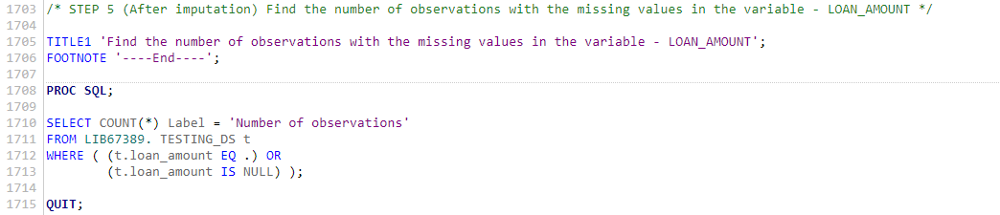 1703 /* STEP 5 (After imputation) Find the number of observations with the missing values in the variable - LOAN_AMOUNT */
1704
1705 TITLE1 'Find the number of observations with the missing values in the variable - LOAN_AMOUNT';
1706 FOOTNOTE '----End----';
1707
1708 PROC SQL;
1709
1710 SELECT COUNT(*) Label = 'Number of observations'
1711 FROM LIB67389. TESTING_DS t
1712 WHERE ( (t.loan_amount EQ .) OR
1713         (t.loan_amount IS NULL) );
1714
1715 QUIT;